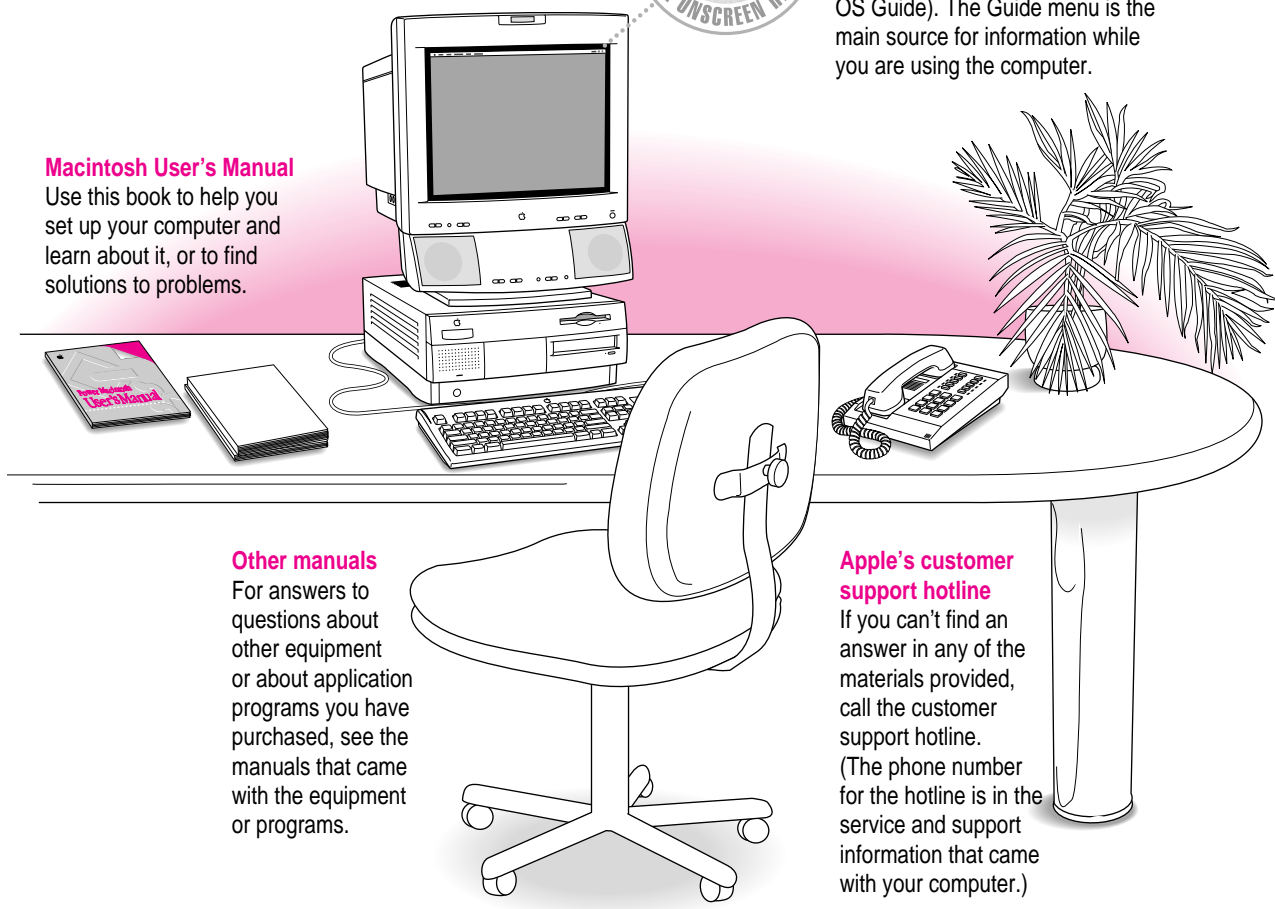 ONSCREEN
OS Guide). The Guide menu is the
main source for information while
you are using the computer.
Macintosh User’s Manual
Use this book to help you
set up your computer and
learn about it, or to find
solutions to problems.
Power Macintosh
User's Manual
Other manuals
For answers to
questions about
other equipment
or about application
programs you have
purchased, see the
manuals that came
with the equipment
or programs.
Apple’s customer
support hotline
If you can’t find an
answer in any of the
materials provided,
call the customer
support hotline.
(The phone number
for the hotline is in the
service and support
information that came
with your computer.)